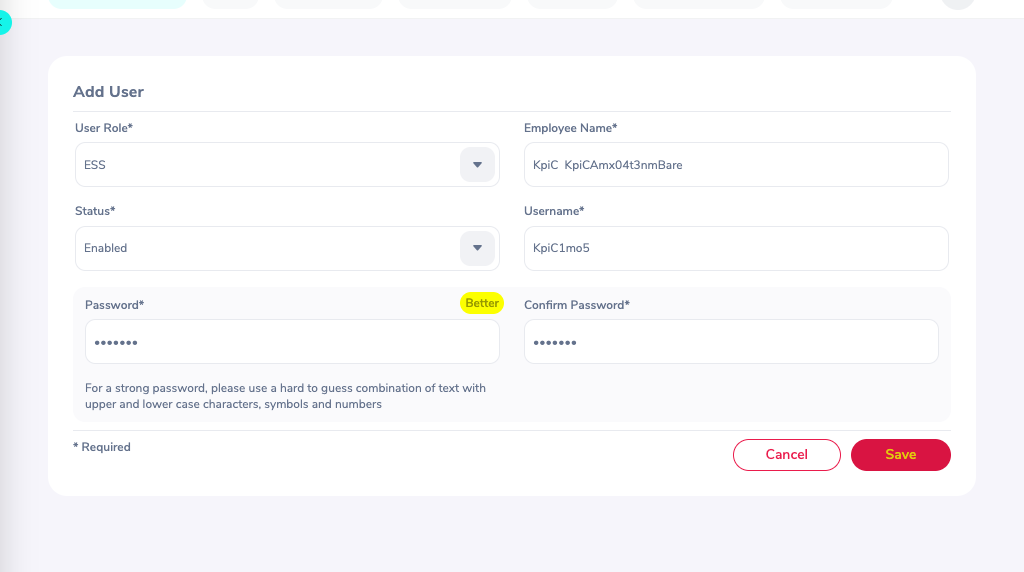 Add User
User Role*
Employee Name*
ESS
KpiC  KpiCAmx04t3nmBare
Status*
Username*
Enabled
KpiC1mo5
Password*
Better
Confirm Password*
•••••••
•••••••
For a strong password, please use a hard to guess combination of text with
upper and lower case characters, symbols and numbers
* Required
Cancel
Save